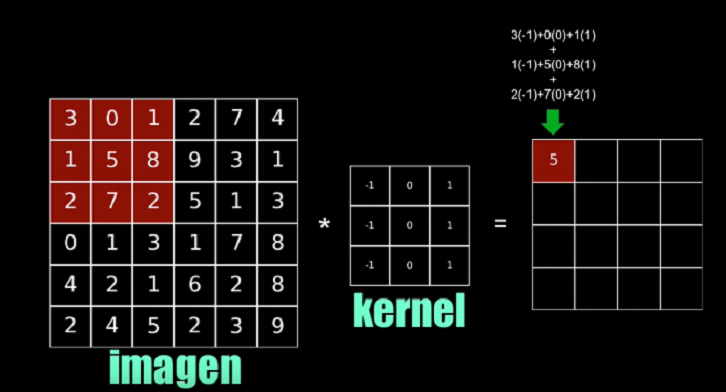 3(-1)+0(0)+1(1)
+
1(-1)+5(0)+8(1)
+
2(-1)+7(0)+2(1)
3 0 1 2 7 4
1 5 8 9 3 1
2 7 2 5 1 3
0 1 3 1 7 8
4 2 1 6 2 8
2 4 5 2 3 9
imagen
*
-1 0 1
-1 0 1
-1 0 1
kernel
=
5